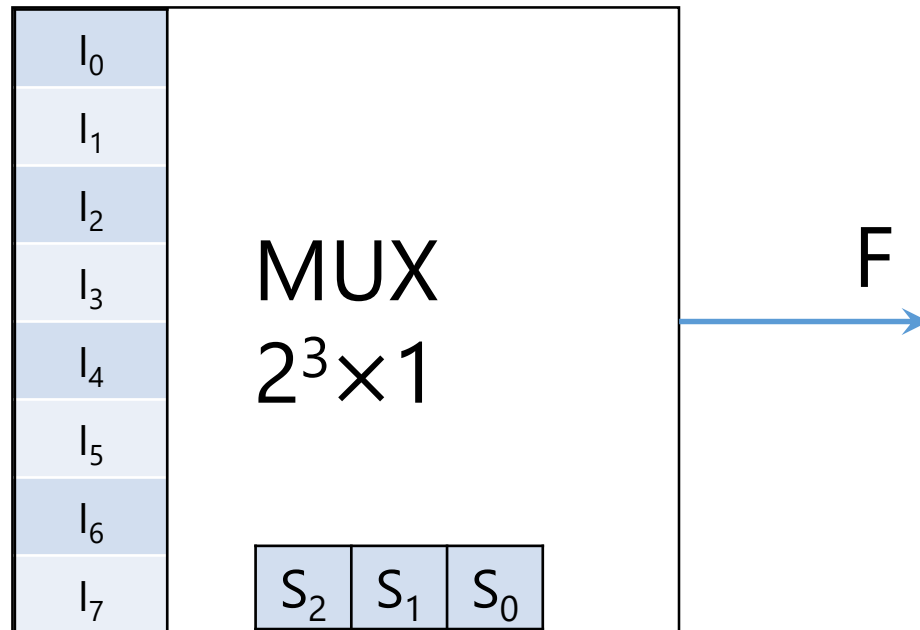 I₀
I₁
I₂
I₃
I₄
I₅
I₆
I₇
MUX
2³×1
S₂ S₁ S₀
F